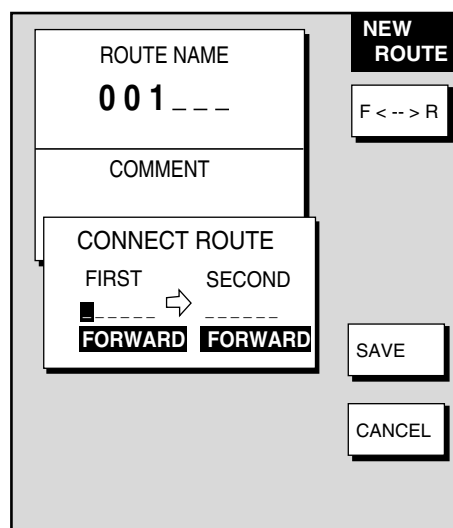 ROUTE NAME
001___
COMMENT
CONNECT ROUTE
FIRST SECOND
______ ⇨ ______
FORWARD FORWARD
NEW
ROUTE
F < -- > R
SAVE
CANCEL